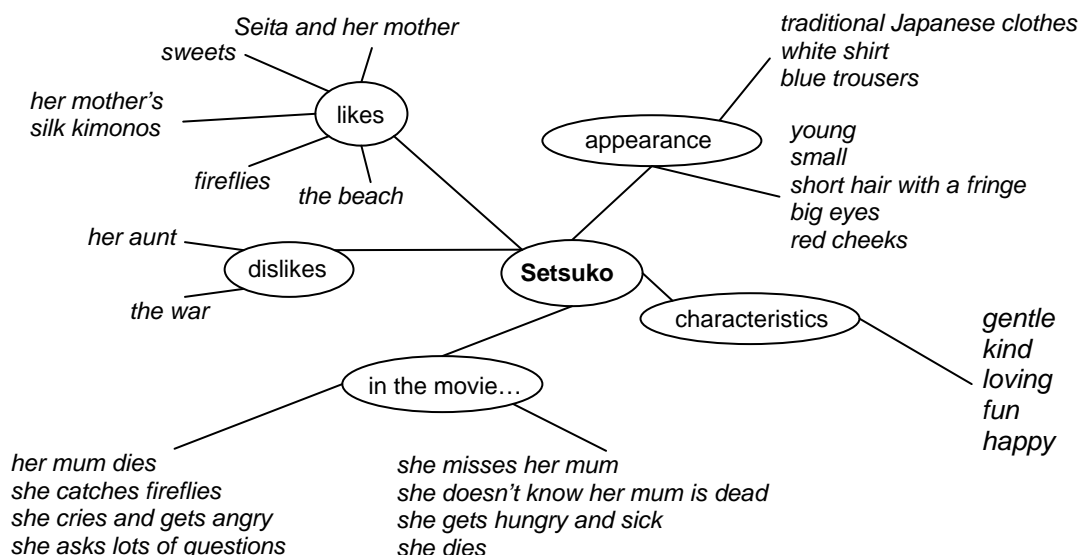 Seita and her mother
sweets
her mother's
silk kimonos
fireflies
the beach
likes
traditional Japanese clothes
white shirt
blue trousers
appearance
young
small
short hair with a fringe
big eyes
red cheeks
her aunt
dislikes
the war
Setsuko
characteristics
gentle
kind
loving
fun
happy
in the movie…
her mum dies
she catches fireflies
she cries and gets angry
she asks lots of questions
she misses her mum
she doesn't know her mum is dead
she gets hungry and sick
she dies